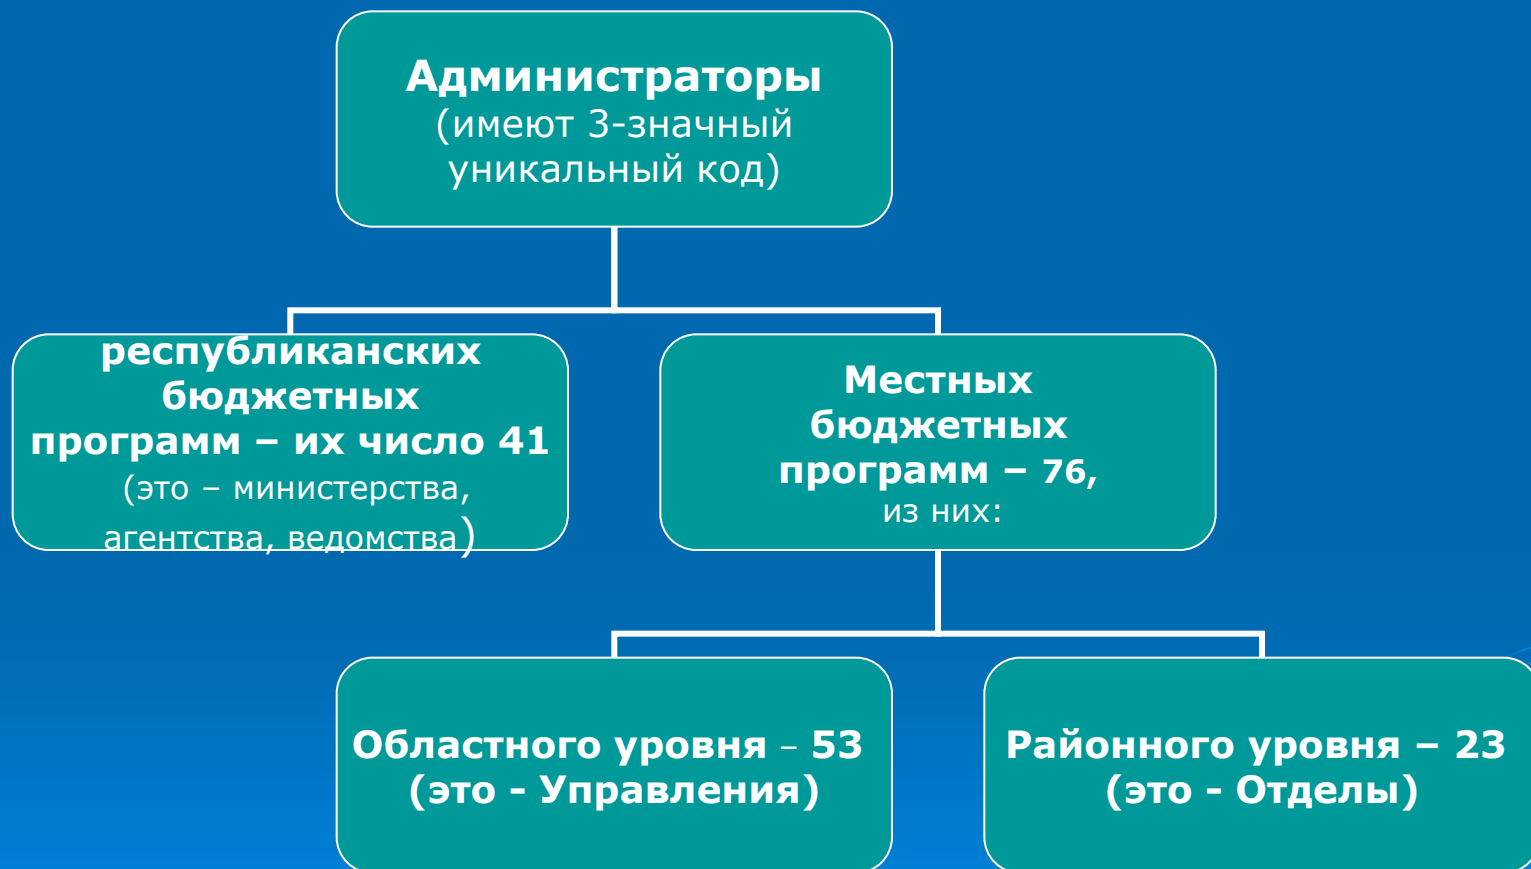 Администраторы
(имеют 3-значный
уникальный код)
республиканских
бюджетных
программ – их число 41
(это – министерства,
агентства, ведомства)
Местных
бюджетных
программ – 76,
из них:
Областного уровня – 53
(это - Управления)
Районного уровня – 23
(это - Отделы)